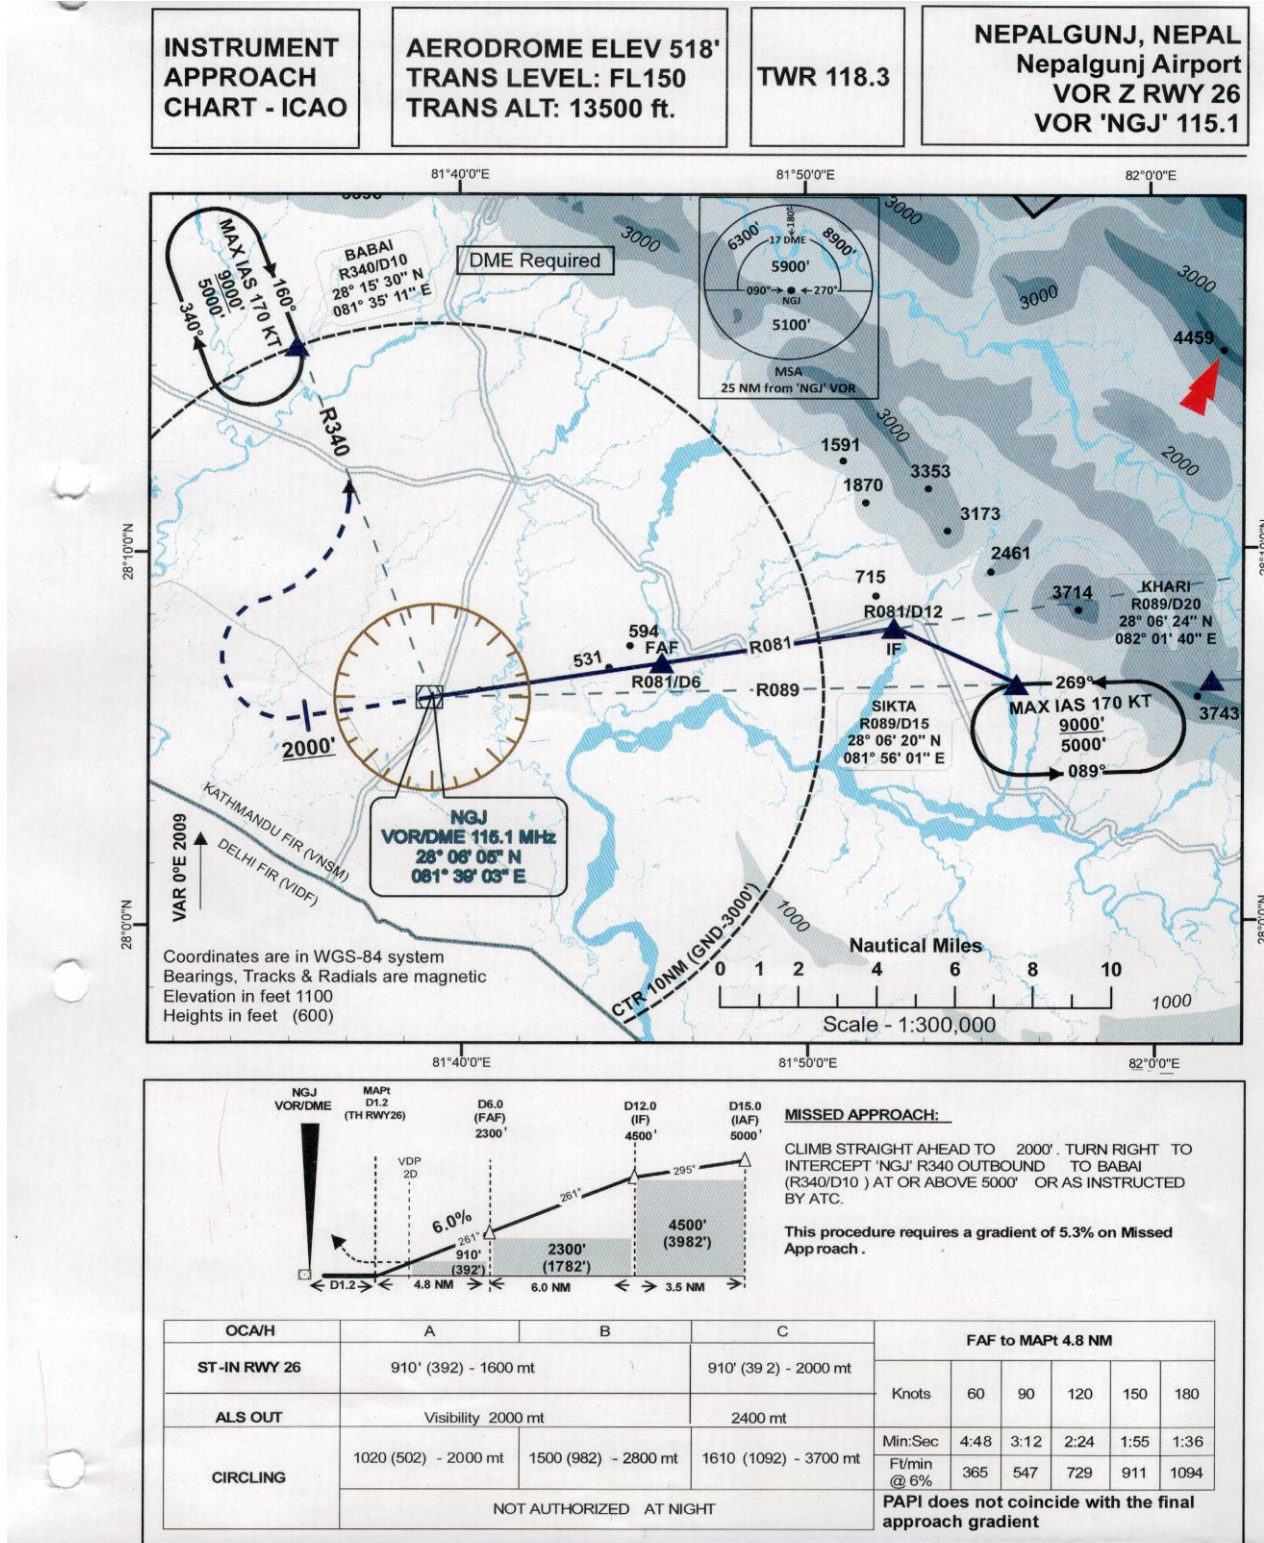 INSTRUMENT
APPROACH
CHART - ICAO
AERODROME ELEV 518'
TRANS LEVEL: FL150
TRANS ALT: 13500 ft.
TWR 118.3
NEPALGUNJ, NEPAL
Nepalgunj Airport
VOR Z RWY 26
VOR 'NGJ' 115.1
81°40'0"E
81°50'0"E
82°0'0"E
MAX IAS 170 KT
9000'
5000'
160°
340°
BABAI
R340/D10
28° 15' 30" N
081° 35' 11" E
DME Required
3000
6300'
180°
8900'
17 DME
5900'
090°
270°
NGJ
5100'
MSA
25 NM from 'NGJ' VOR
3000
3000
3000
4459
R340
3000
2000
1591
1870
3353
3173
2461
28°10'0"N
715
3714
KHARI
R089/D20
28° 06' 24" N
082° 01' 40" E
R081/D12
IF
594
531
FAF
R081/D6
R081
R089
269°
MAX IAS 170 KT
9000'
5000'
089°
3743
SIKTA
R089/D15
28° 06' 20" N
081° 56' 01" E
2000'
NGJ
VOR/DME 115.1 MHz
28° 06' 05" N
081° 39' 03" E
KATHMANDU FIR (VNSM)
DELHI FIR (VIDF)
VAR 0°E 2009
28°0'0"N
28°0'0"N
1000
CTR 10NM (GND-3000')
Coordinates are in WGS-84 system
Bearings, Tracks & Radials are magnetic
Elevation in feet 1100
Heights in feet (600)
Nautical Miles
0 1 2 4 6 8 10
Scale - 1:300,000
1000
81°40'0"E
81°50'0"E
82°0'0"E
NGJ
VOR/DME
MAPt
D1.2
(TH RWY26)
VDP
2D
D6.0
(FAF)
2300'
D12.0
(IF)
4500'
D15.0
(IAF)
5000'
6.0%
261°
261°
295°
910'
(392')
2300'
(1782')
4500'
(3982')
D1.2
4.8 NM
6.0 NM
3.5 NM
MISSED APPROACH:
CLIMB STRAIGHT AHEAD TO 2000'. TURN RIGHT TO
INTERCEPT 'NGJ' R340 OUTBOUND TO BABAI
(R340/D10 ) AT OR ABOVE 5000' OR AS INSTRUCTED
BY ATC.
This procedure requires a gradient of 5.3% on Missed
App roach .
OCA/H A B C
ST-IN RWY 26 910' (392) - 1600 mt 910' (39 2) - 2000 mt
ALS OUT Visibility 2000 mt 2400 mt
CIRCLING 1020 (502) - 2000 mt 1500 (982) - 2800 mt 1610 (1092) - 3700 mt
NOT AUTHORIZED AT NIGHT
FAF to MAPt 4.8 NM
Knots 60 90 120 150 180
Min:Sec 4:48 3:12 2:24 1:55 1:36
Ft/min
@ 6% 365 547 729 911 1094
PAPI does not coincide with the final
approach gradient